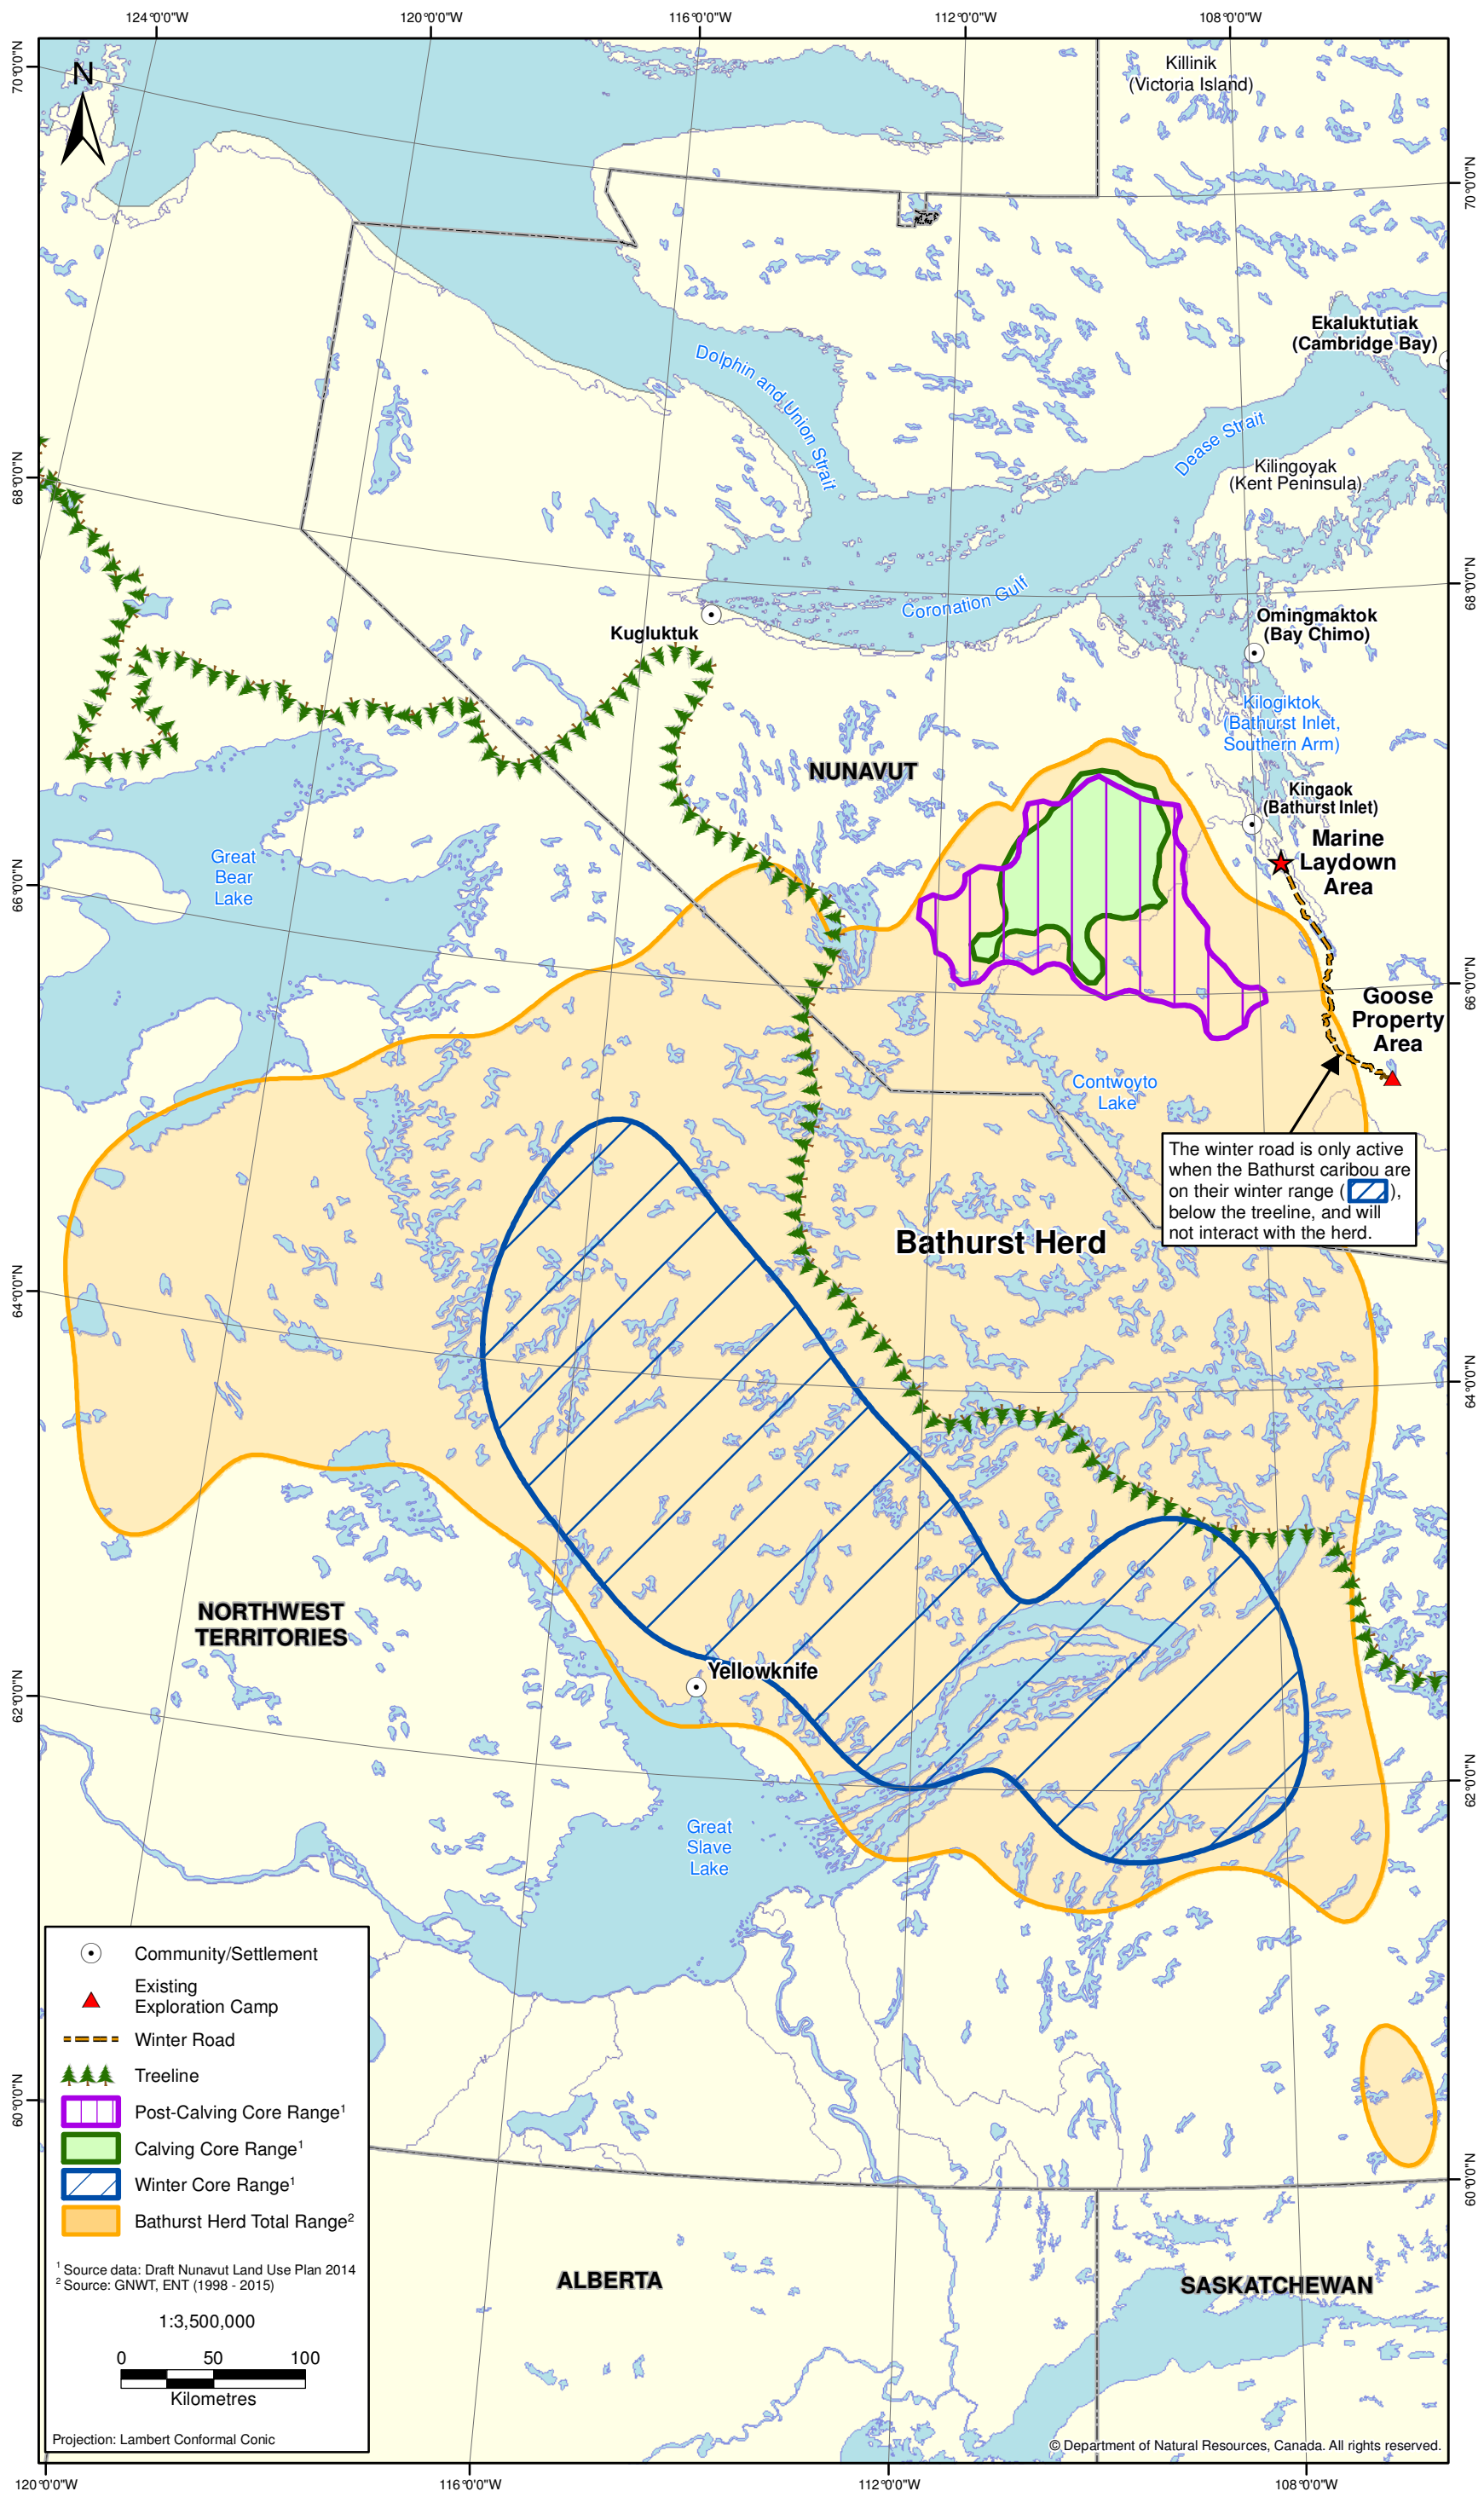 124°0'0"W
120°0'0"W
116°0'0"W
112°0'0"W
108°0'0"W
70°0'0"N
N
Killinik
(Victoria Island)
70°0'0"N
Ekaluktutiak
(Cambridge Bay)
Dolphin and Union Strait
Dease Strait
Kilingoyak
(Kent Peninsula)
68°0'0"N
68°0'0"N
Coronation Gulf
Kugluktuk
Omingmaktok
(Bay Chimo)
Kilogiktok
(Bathurst Inlet,
Southern Arm)
NUNAVUT
Kingaok
(Bathurst Inlet)
Marine
Laydown
Area
Great
Bear
Lake
66°0'0"N
66°0'0"N
Goose
Property
Area
Contwoyto
Lake
The winter road is only active
when the Bathurst caribou are
on their winter range ( ),
below the treeline, and will
not interact with the herd.
Bathurst Herd
64°0'0"N
64°0'0"N
NORTHWEST
TERRITORIES
Yellowknife
62°0'0"N
62°0'0"N
Great
Slave
Lake
60°0'0"N
60°0'0"N
ALBERTA
SASKATCHEWAN
Community/Settlement
Existing
Exploration Camp
Winter Road
Treeline
Post-Calving Core Range1
Calving Core Range1
Winter Core Range1
Bathurst Herd Total Range2
1 Source data: Draft Nunavut Land Use Plan 2014
2 Source: GNWT, ENT (1998 - 2015)
1:3,500,000
0 50 100
Kilometres
Projection: Lambert Conformal Conic
© Department of Natural Resources, Canada. All rights reserved.
120°0'0"W
116°0'0"W
112°0'0"W
108°0'0"W